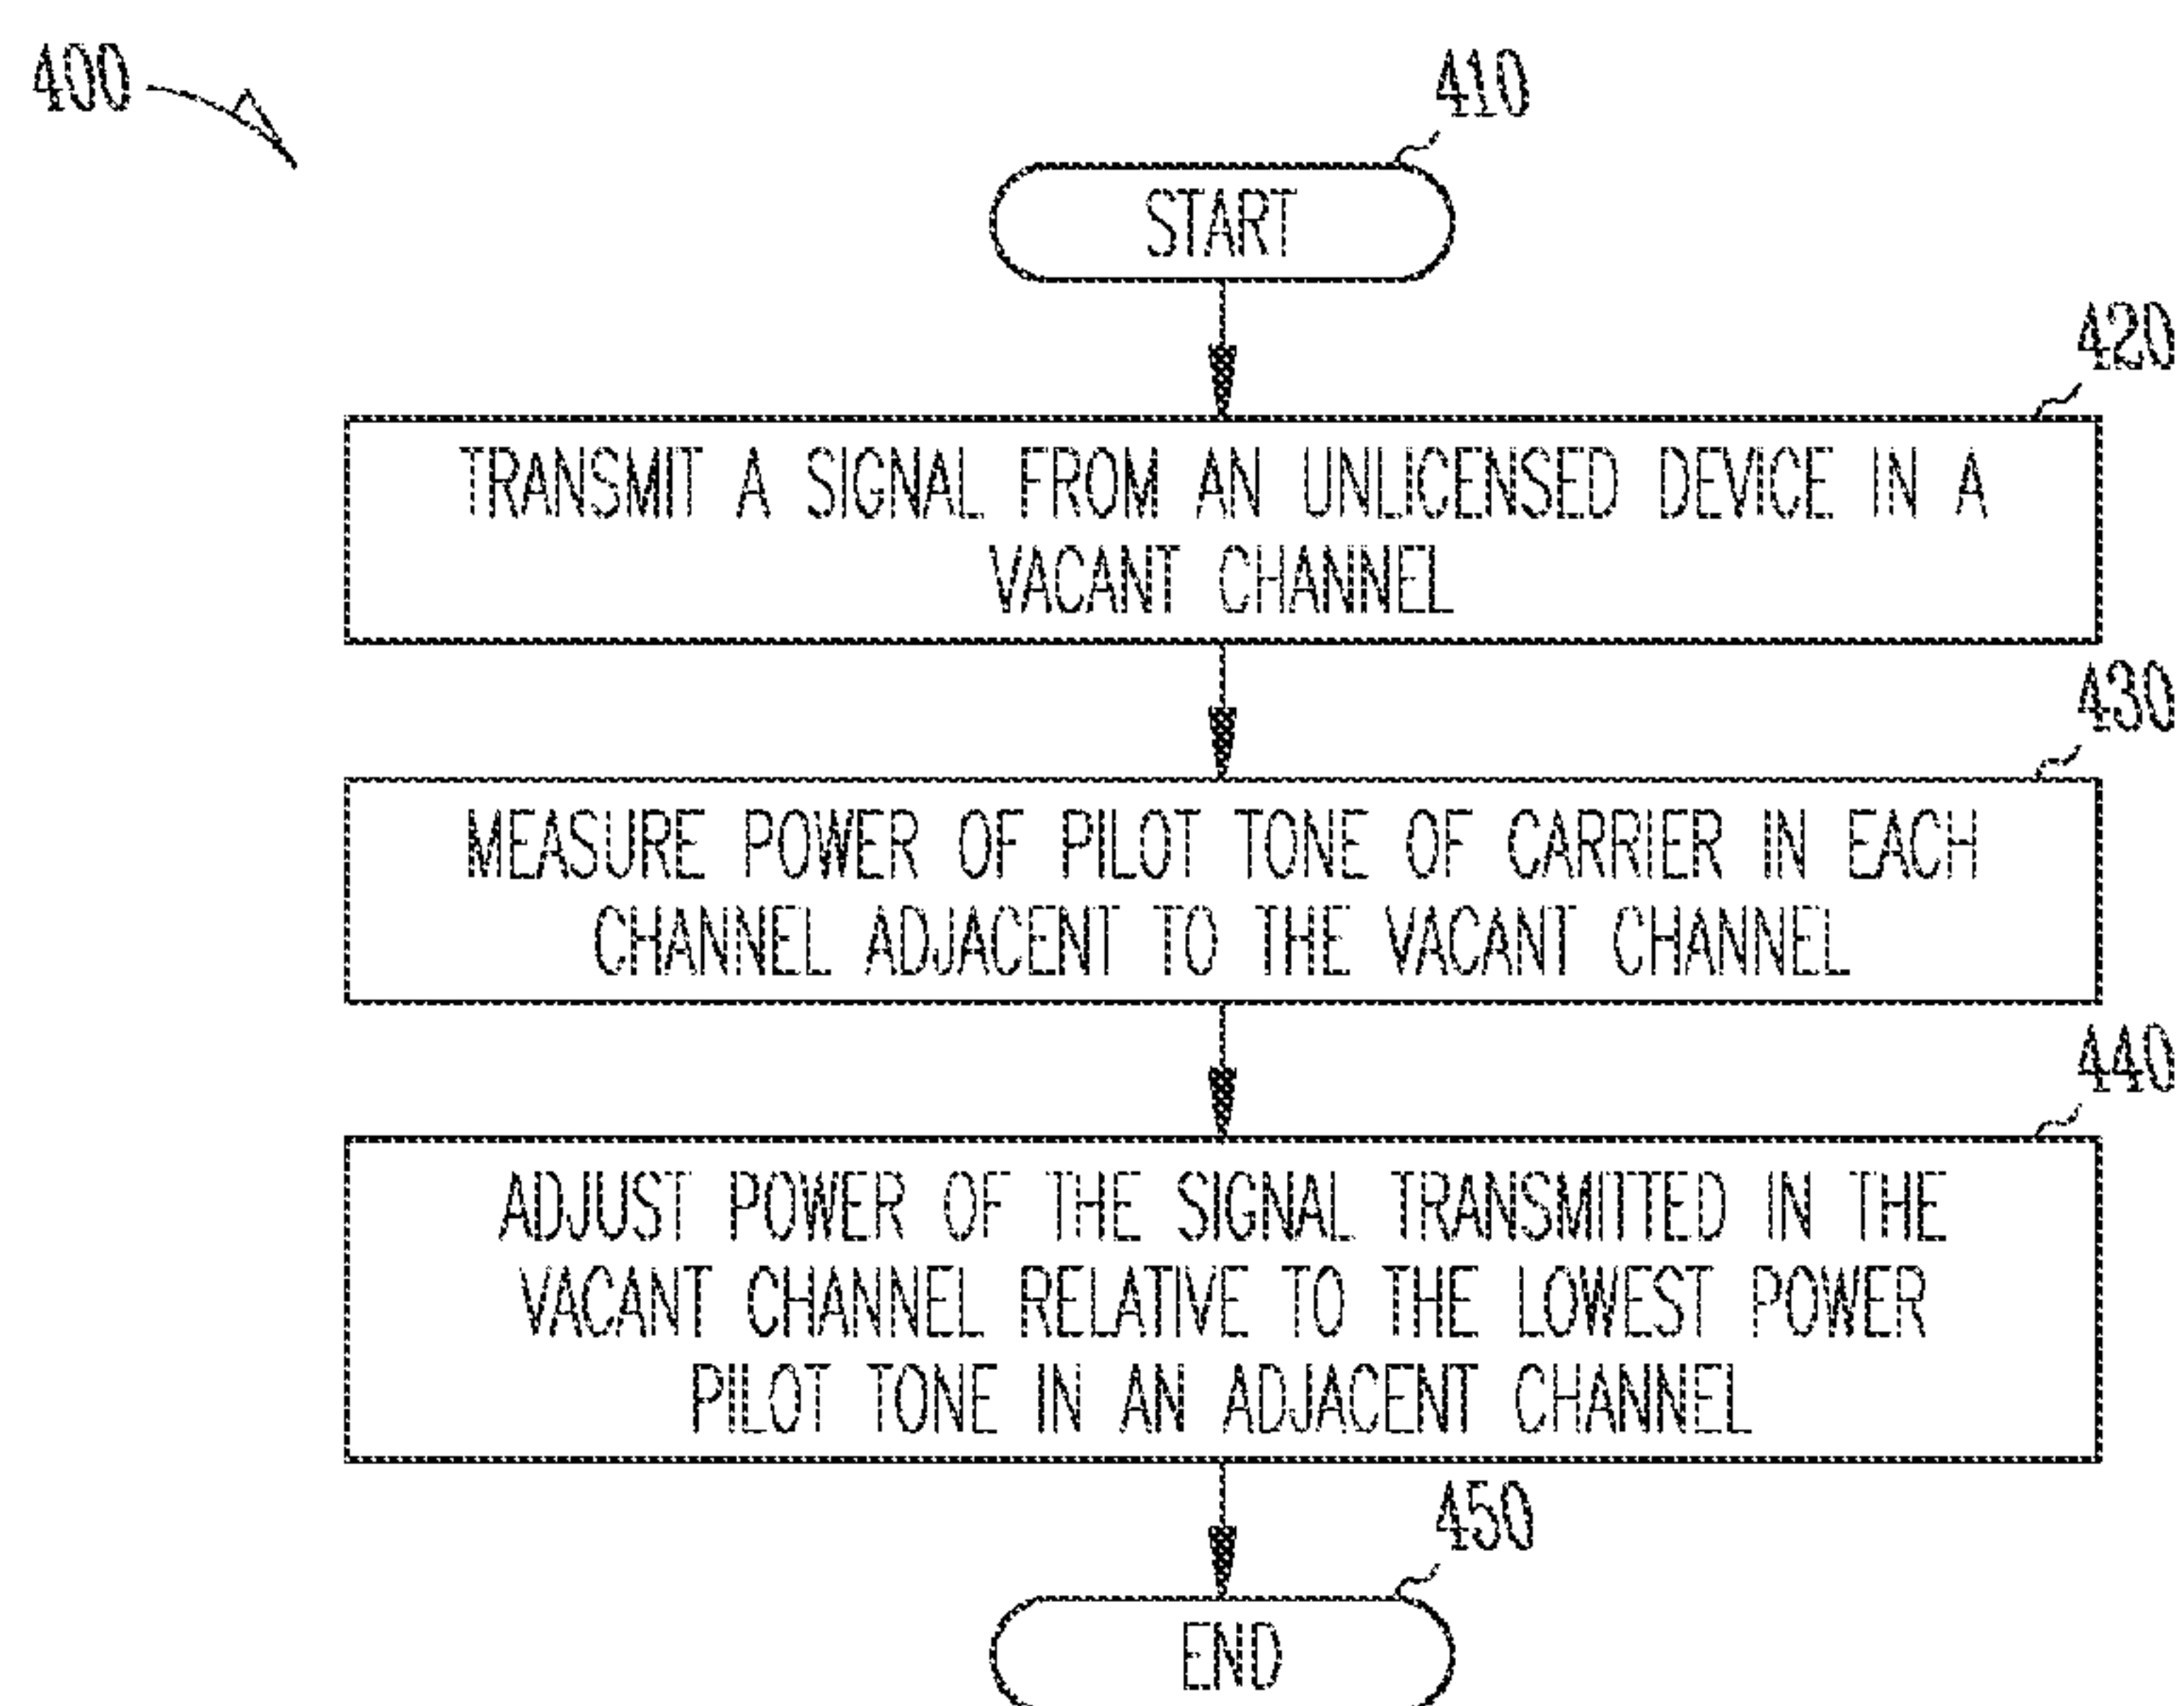 400
410
START
420
TRANSMIT A SIGNAL FROM AN UNLICENSED DEVICE IN A
VACANT CHANNEL
430
MEASURE POWER OF PILOT TONE OF CARRIER IN EACH
CHANNEL ADJACENT TO THE VACANT CHANNEL
440
ADJUST POWER OF THE SIGNAL TRANSMITTED IN THE
VACANT CHANNEL RELATIVE TO THE LOWEST POWER
PILOT TONE IN AN ADJACENT CHANNEL
450
END